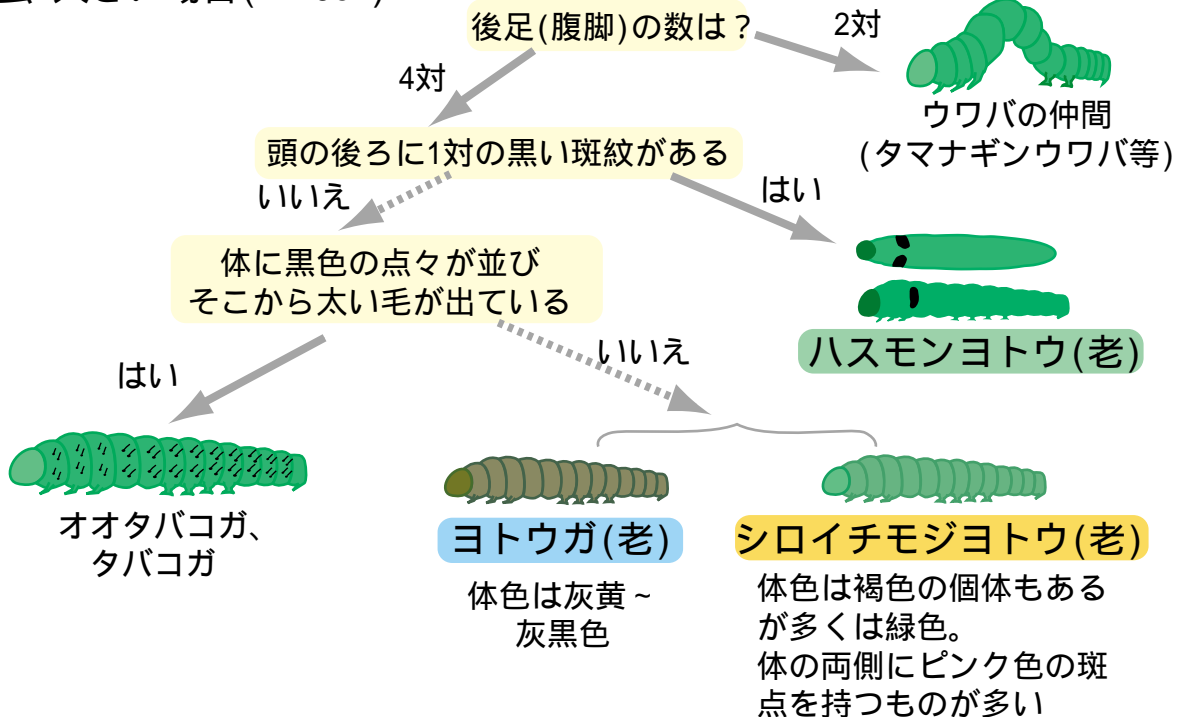 後足(腹脚)の数は？
2対
4対
ウワバの仲間
(タマナギンウワバ等)
頭の後ろに1対の黒い斑紋がある
いいえ
はい
体に黒色の点々が並び
そこから太い毛が出ている
ハスモンヨトウ(老)
はい
いいえ
オオタバコガ、
タバコガ
ヨトウガ(老)
シロイチモジヨトウ(老)
体色は灰黄～
灰黒色
体色は褐色の個体もある
が多くは緑色。
体の両側にピンク色の斑
点を持つものが多い